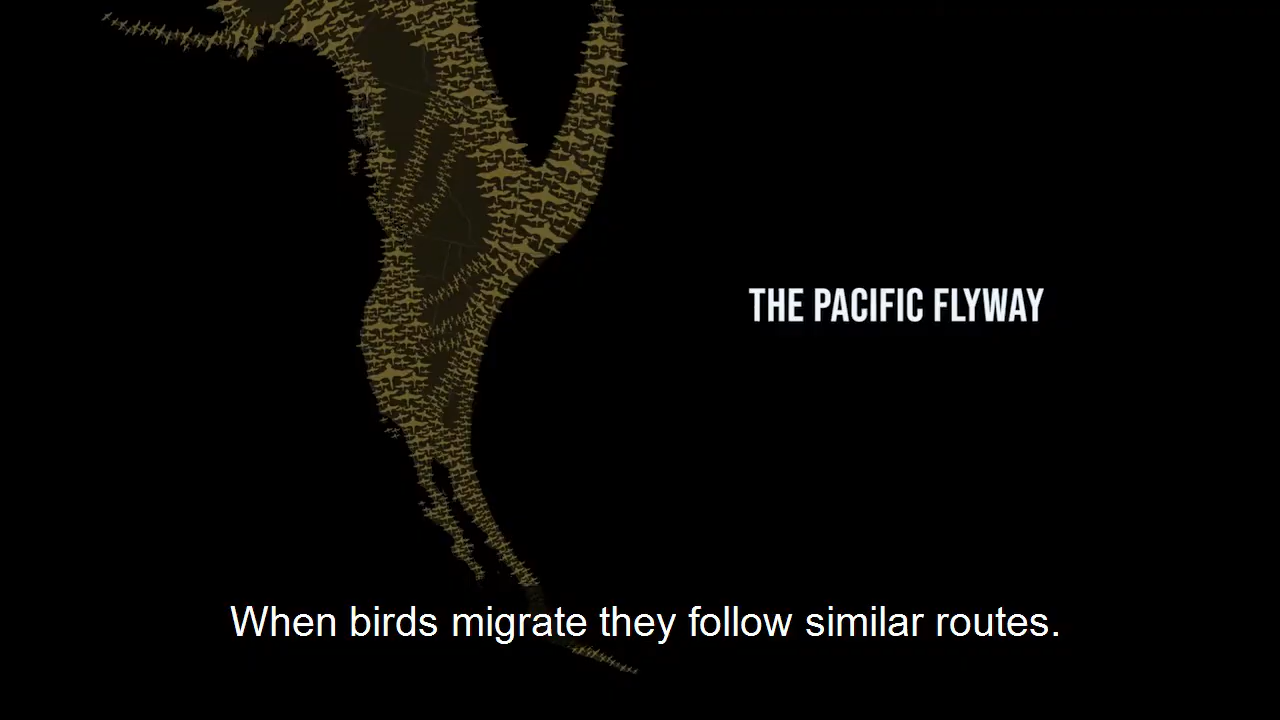 THE PACIFIC FLYWAY
When birds migrate they follow similar routes.